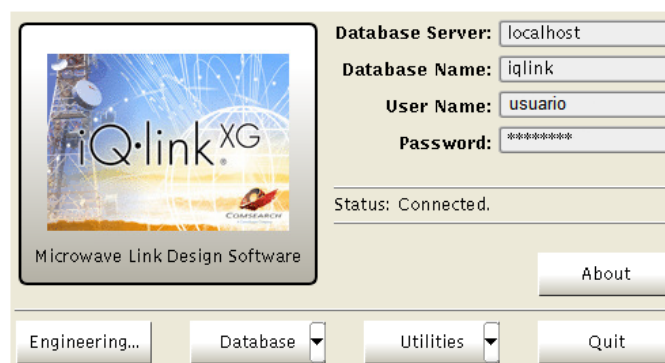 Database Server: localhost
Database Name: iqlink
User Name: usuario
Password: ********
iQ·link XG
®
COMSEARCH
Status: Connected.
Microwave Link Design Software
About
Engineering... Database Utilities Quit